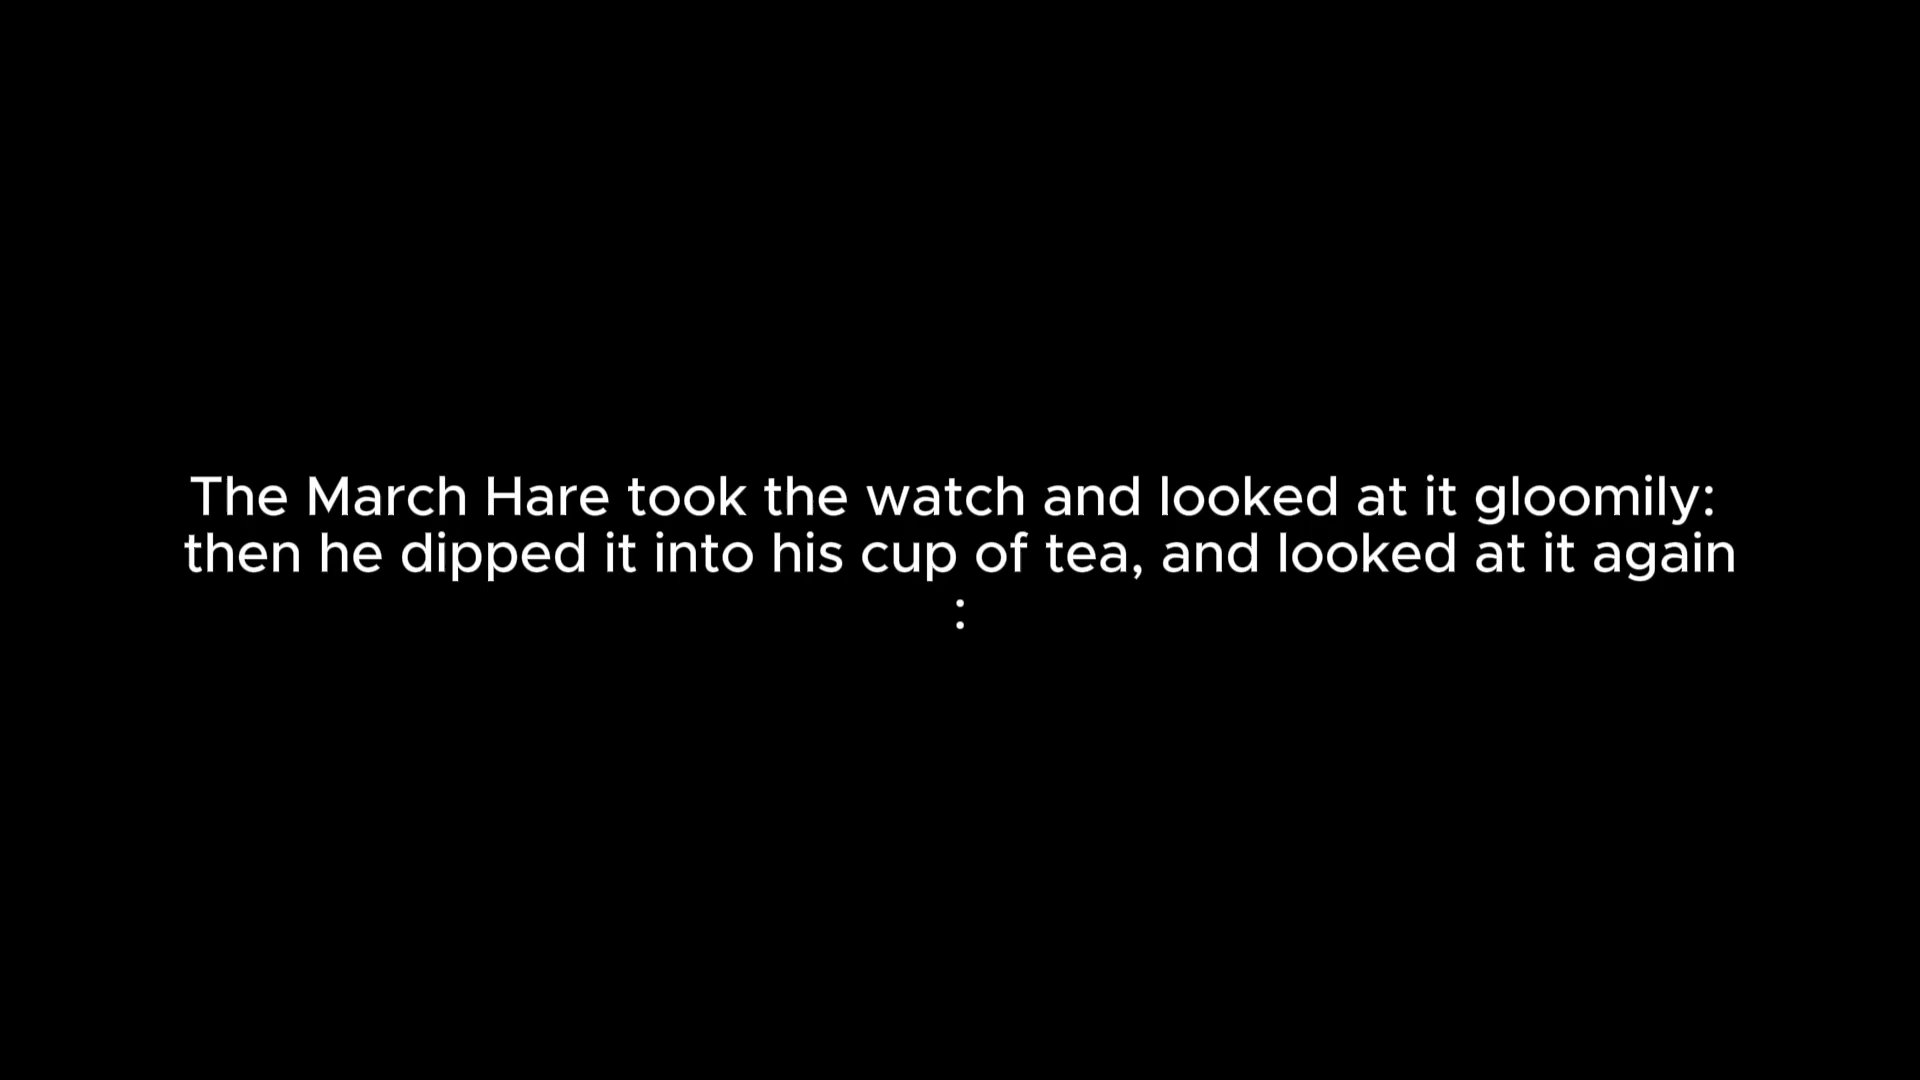 The March Hare took the watch and looked at it gloomily:
then he dipped it into his cup of tea, and looked at it again
: